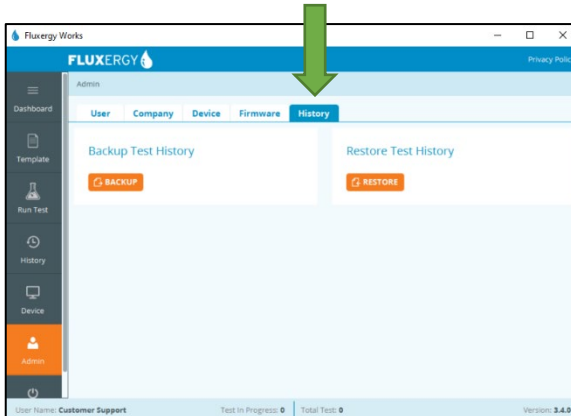 Fluxergy Works
FLUXERGY
Privacy Polic
Admin
Dashboard
Template
Run Test
History
Device
Admin
User Company Device Firmware History
Backup Test History
BACKUP
Restore Test History
RESTORE
User Name: Customer Support Test In Progress: 0 Total Test: 0 Version: 3.4.0